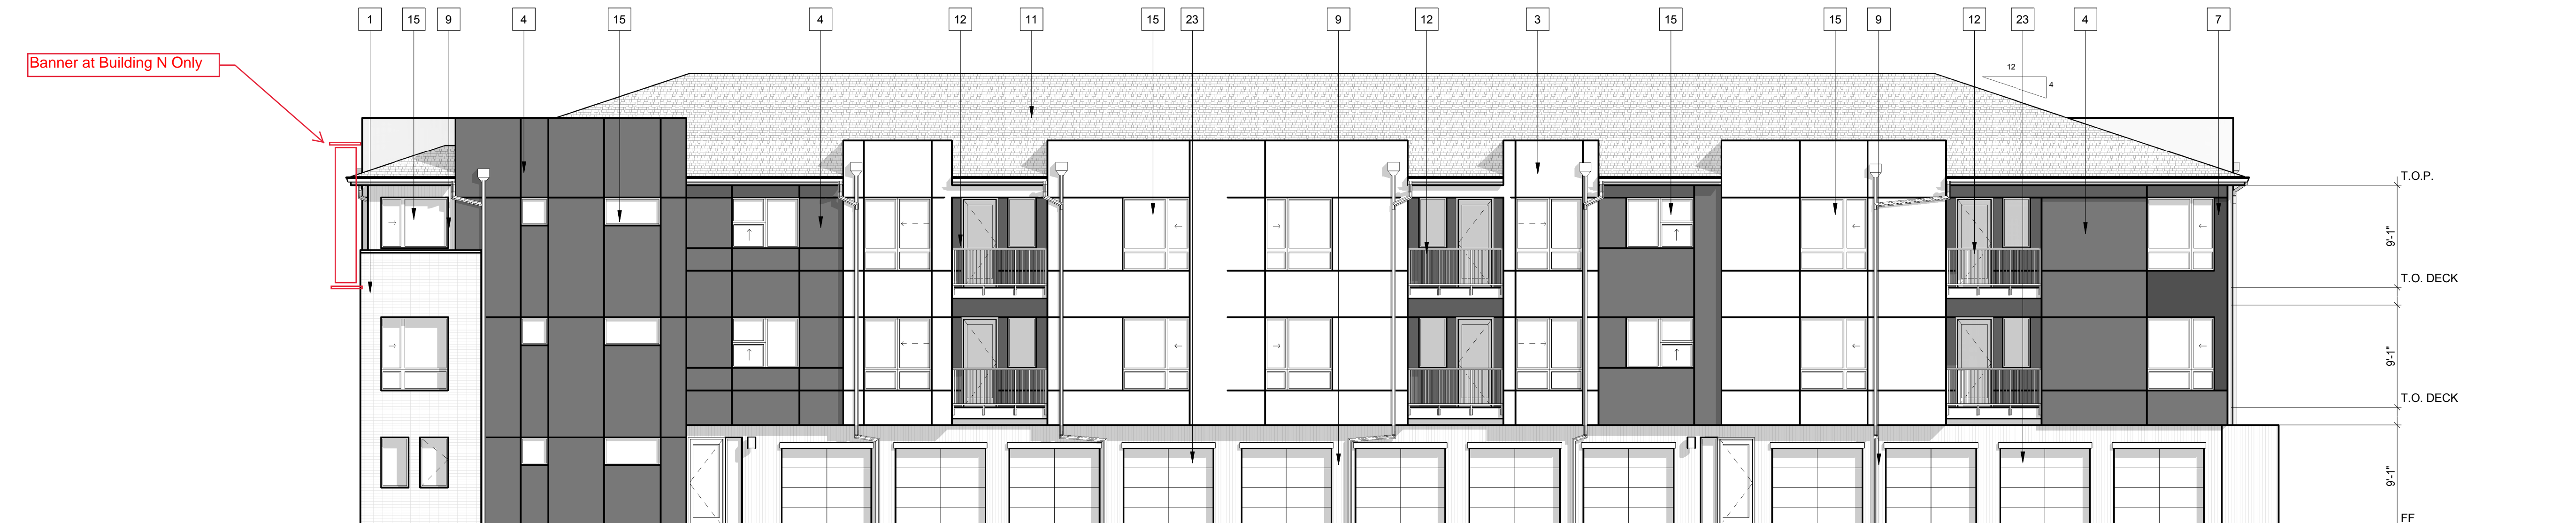 1 15 9 4 15 4 12 11 15 23 9 12 3 15 15 9 12 23 4 7
Banner at Building N Only
12
4
T.O.P.
9'-1"
T.O. DECK
9'-1"
T.O. DECK
9'-1"
FF